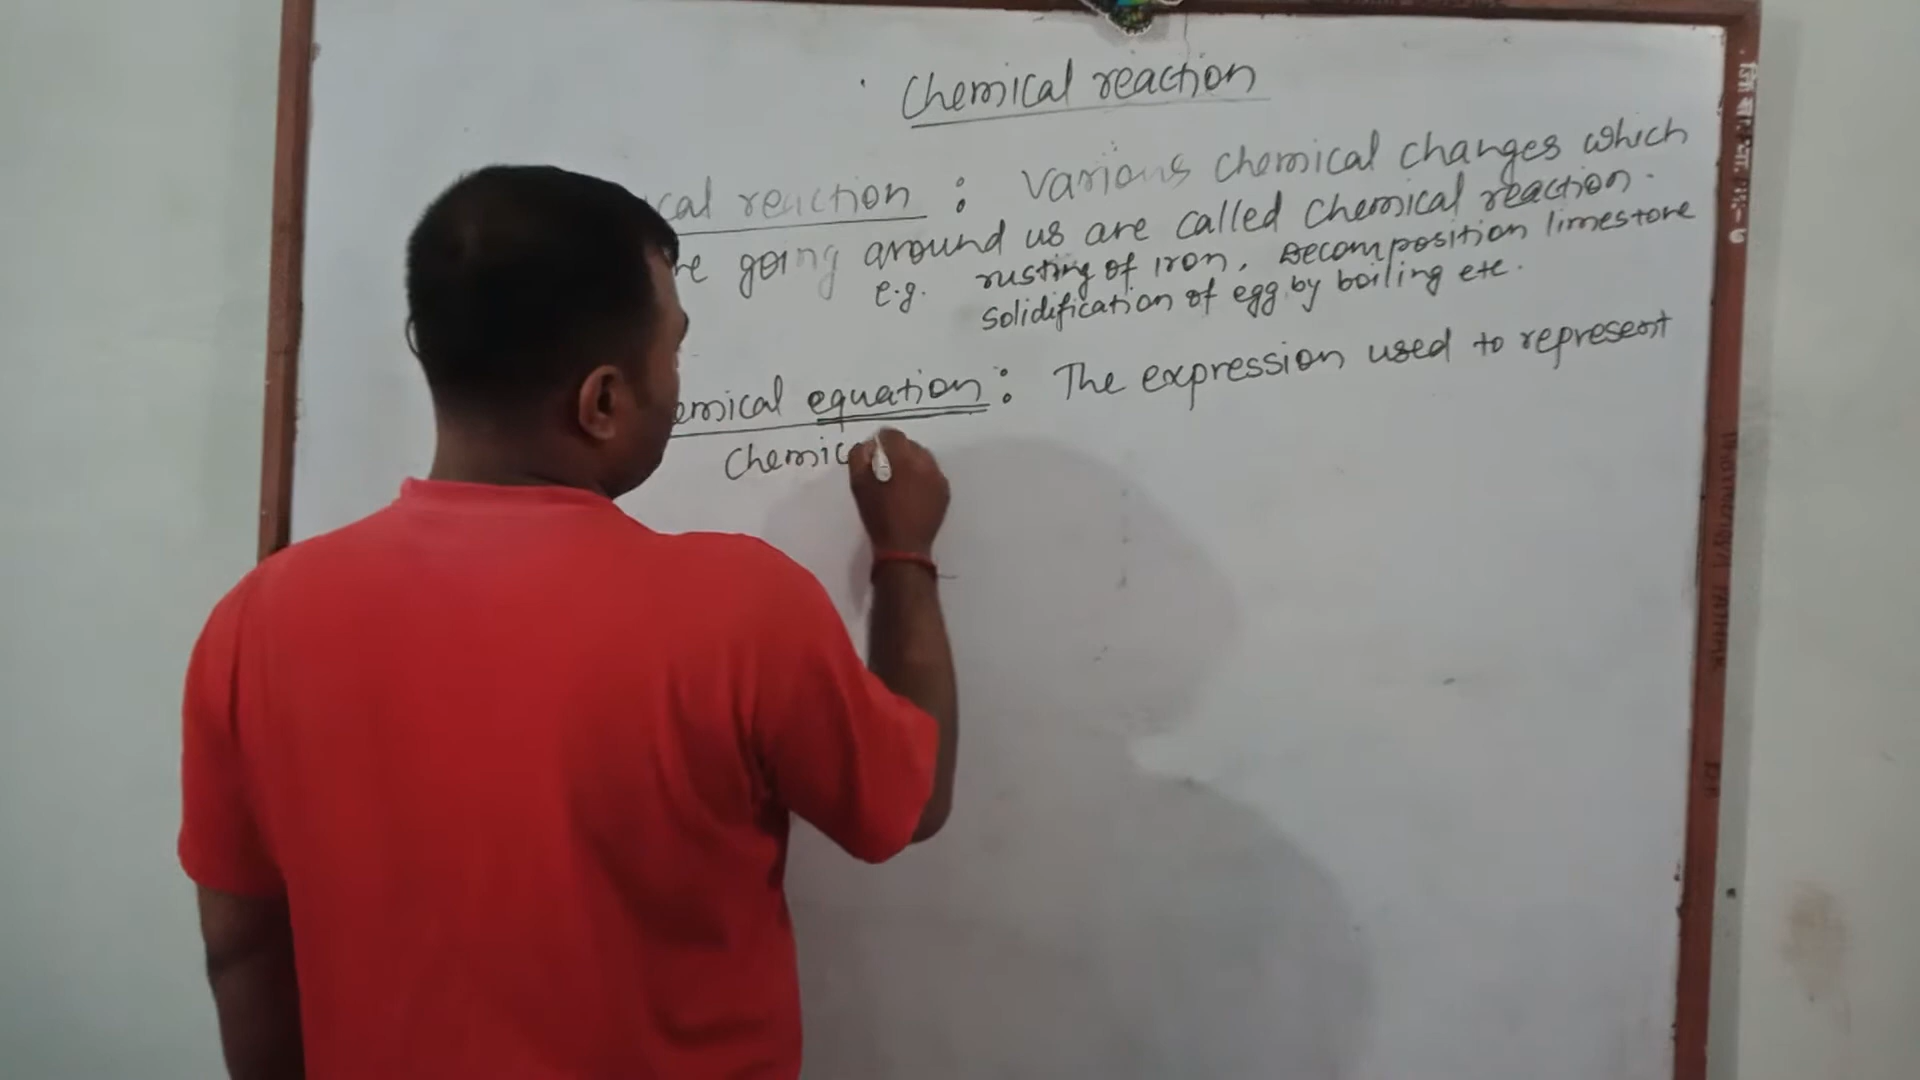 Chemical reaction
cal reaction : Various chemical changes which
re going around us are called chemical reaction.
e.g. rusting of iron, Decomposition limestone
Solidification of egg by boiling etc.
emical equation : The expression used to represent
Chemic